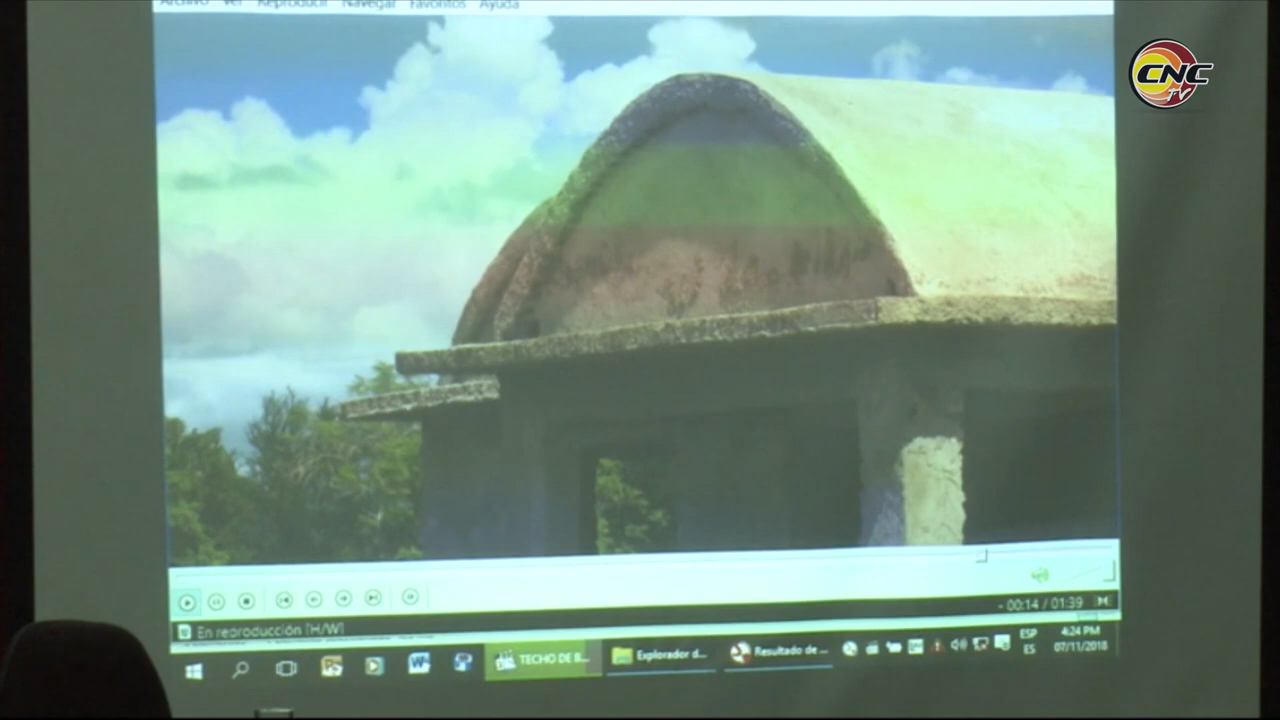 Archivo Ver Reproducir Navegar Favoritos Ayuda
CNC
TV
- 00:14 / 01:39
En reproducción [H/W]
TECHO DE B...
Explorador d...
Resultado de ...
ESP
ES
4:24 PM
07/11/2018